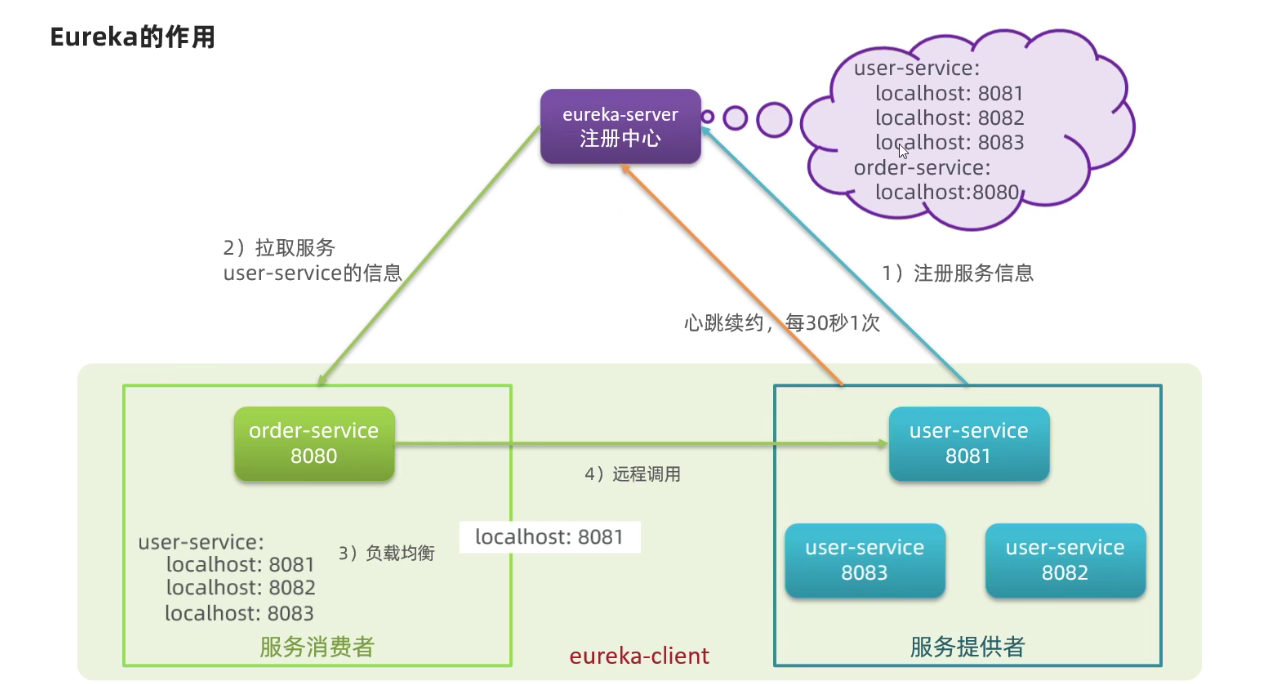 Eureka的作用
eureka-server
注册中心
user-service:
localhost: 8081
localhost: 8082
localhost: 8083
order-service:
localhost:8080
2）拉取服务
user-service的信息
1）注册服务信息
心跳续约，每30秒1次
order-service
8080
4）远程调用
user-service
8081
user-service:
localhost: 8081
localhost: 8082
localhost: 8083
3）负载均衡
localhost: 8081
user-service
8083
user-service
8082
服务消费者
eureka-client
服务提供者